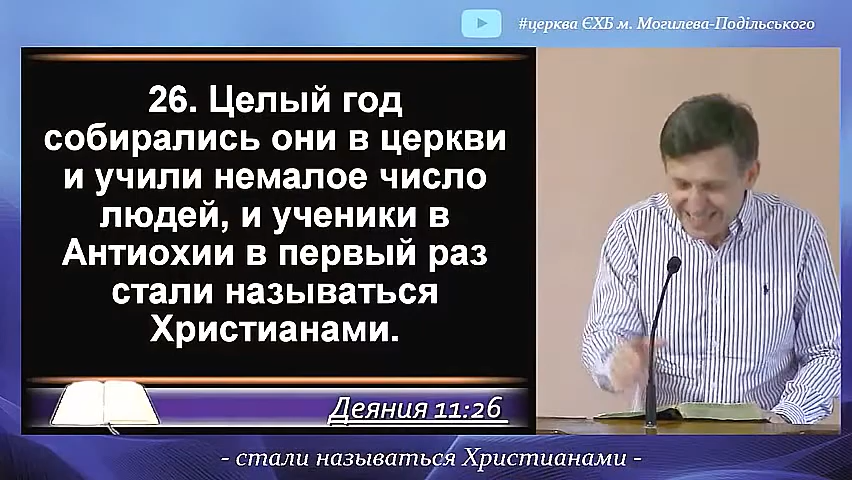 #церква ЄХБ м. Могилева-Подільського
26. Целый год
собирались они в церкви
и учили немалое число
людей, и ученики в
Антиохии в первый раз
стали называться
Христианами.
Деяния 11:26
- стали называться Христианами -